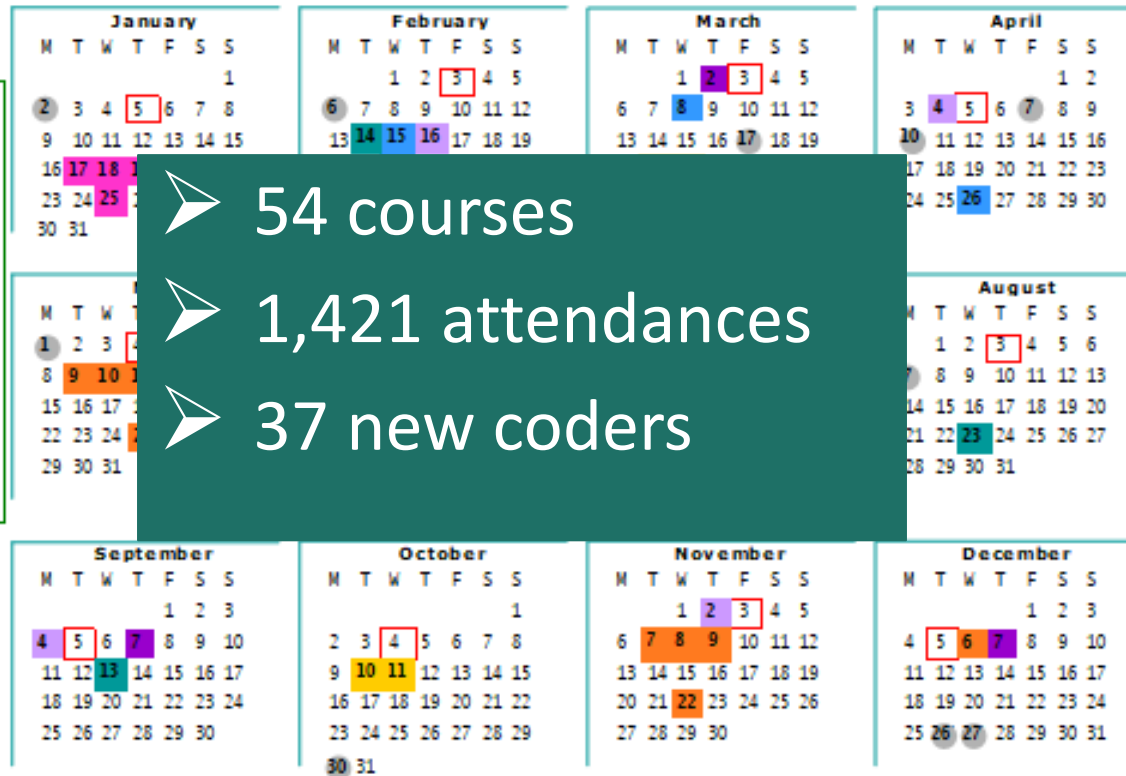 January
M T W T F S S
1
2 3 4 5 6 7 8
9 10 11 12 13 14 15
16 17 18
23 24 25
30 31
February
M T W T F S S
1 2 3 4 5
6 7 8 9 10 11 12
13 14 15 16 17 18 19
March
M T W T F S S
1 2 3 4 5
6 7 8 9 10 11 12
13 14 15 16 17 18 19
April
M T W T F S S
1 2
3 4 5 6 7 8 9
10 11 12 13 14 15 16
17 18 19 20 21 22 23
24 25 26 27 28 29 30
54 courses
1,421 attendances
37 new coders
M T W
1 2 3
8 9 10
15 16 17
22 23 24
29 30 31
August
T W T F S S
1 2 3 4 5 6
8 9 10 11 12 13
14 15 16 17 18 19 20
21 22 23 24 25 26 27
28 29 30 31
September
M T W T F S S
1 2 3
4 5 6 7 8 9 10
11 12 13 14 15 16 17
18 19 20 21 22 23 24
25 26 27 28 29 30
October
M T W T F S S
1
2 3 4 5 6 7 8
9 10 11 12 13 14 15
16 17 18 19 20 21 22
23 24 25 26 27 28 29
30 31
November
M T W T F S S
1 2 3 4 5
6 7 8 9 10 11 12
13 14 15 16 17 18 19
20 21 22 23 24 25 26
27 28 29 30
December
M T W T F S S
1 2 3
4 5 6 7 8 9 10
11 12 13 14 15 16 17
18 19 20 21 22 23 24
25 26 27 28 29 30 31